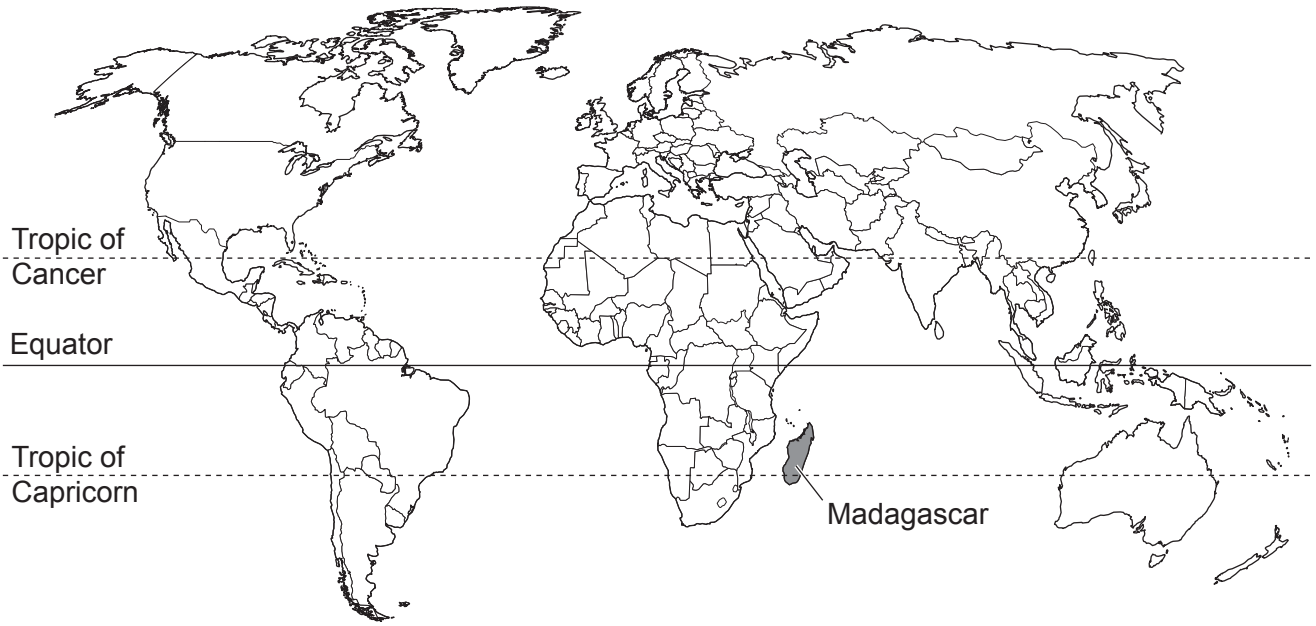 Tropic of
Cancer
Equator
Tropic of
Capricorn
Madagascar